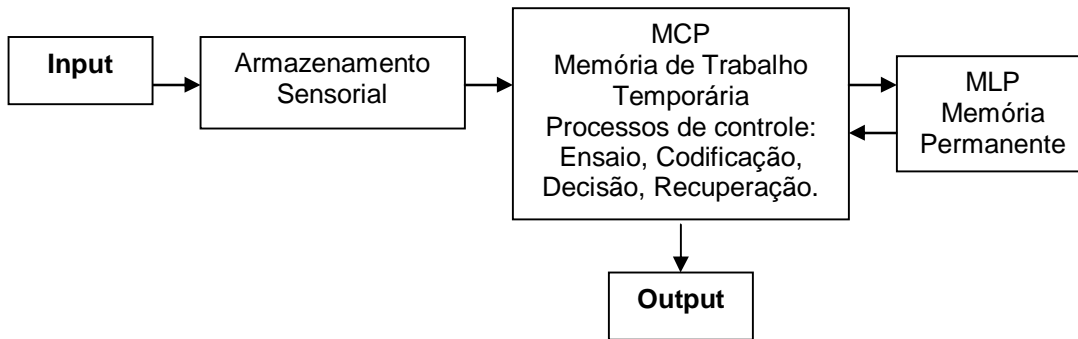 Input
Armazenamento
Sensorial
MCP
Memória de Trabalho
Temporária
Processos de controle:
Ensaio, Codificação,
Decisão, Recuperação.
MLP
Memória
Permanente
Output